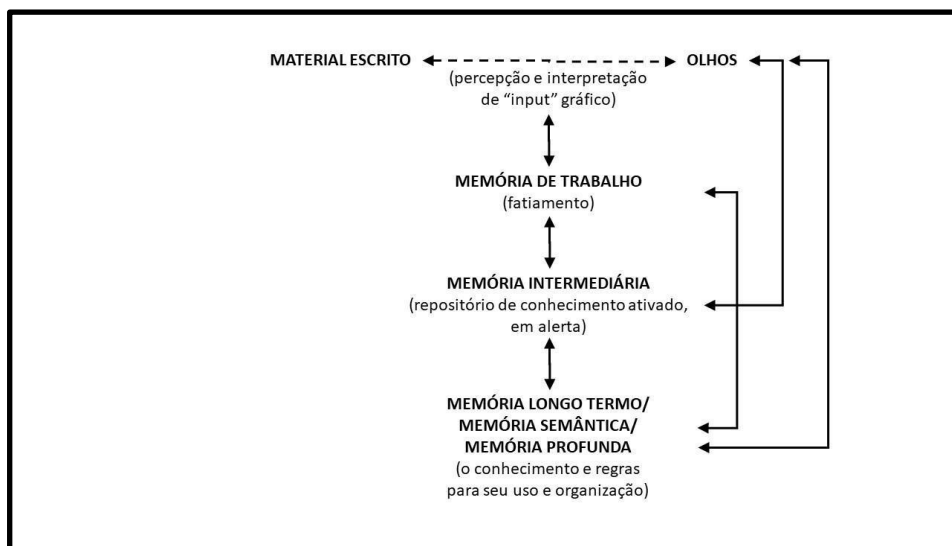 MATERIAL ESCRITO
OLHOS
(percepção e interpretação
de “input” gráfico)
MEMÓRIA DE TRABALHO
(fatiamento)
MEMÓRIA INTERMEDIÁRIA
(repositório de conhecimento ativado,
em alerta)
MEMÓRIA LONGO TERMO/
MEMÓRIA SEMÂNTICA/
MEMÓRIA PROFUNDA
(o conhecimento e regras
para seu uso e organização)